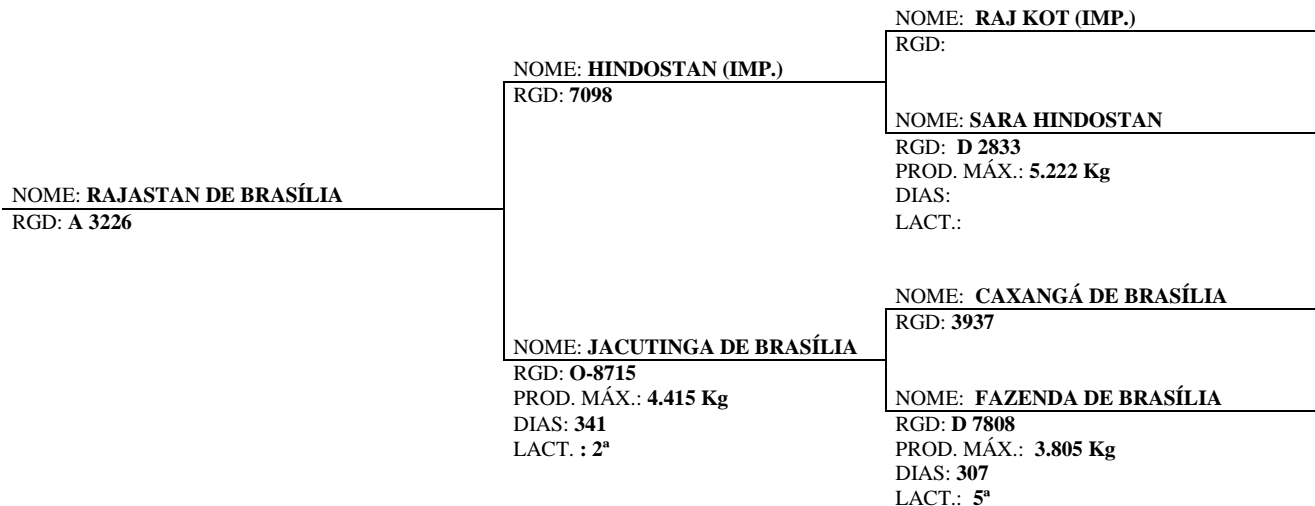 NOME: RAJ KOT (IMP.)
RGD:
NOME: HINDOSTAN (IMP.)
RGD: 7098
NOME: SARA HINDOSTAN
RGD: D 2833
PROD. MÁX.: 5.222 Kg
DIAS:
LACT.:
NOME: RAJASTAN DE BRASÍLIA
RGD: A 3226
NOME: CAXANGÁ DE BRASÍLIA
RGD: 3937
NOME: JACUTINGA DE BRASÍLIA
RGD: O-8715
PROD. MÁX.: 4.415 Kg
DIAS: 341
LACT. : 2ª
NOME: FAZENDA DE BRASÍLIA
RGD: D 7808
PROD. MÁX.: 3.805 Kg
DIAS: 307
LACT.: 5ª